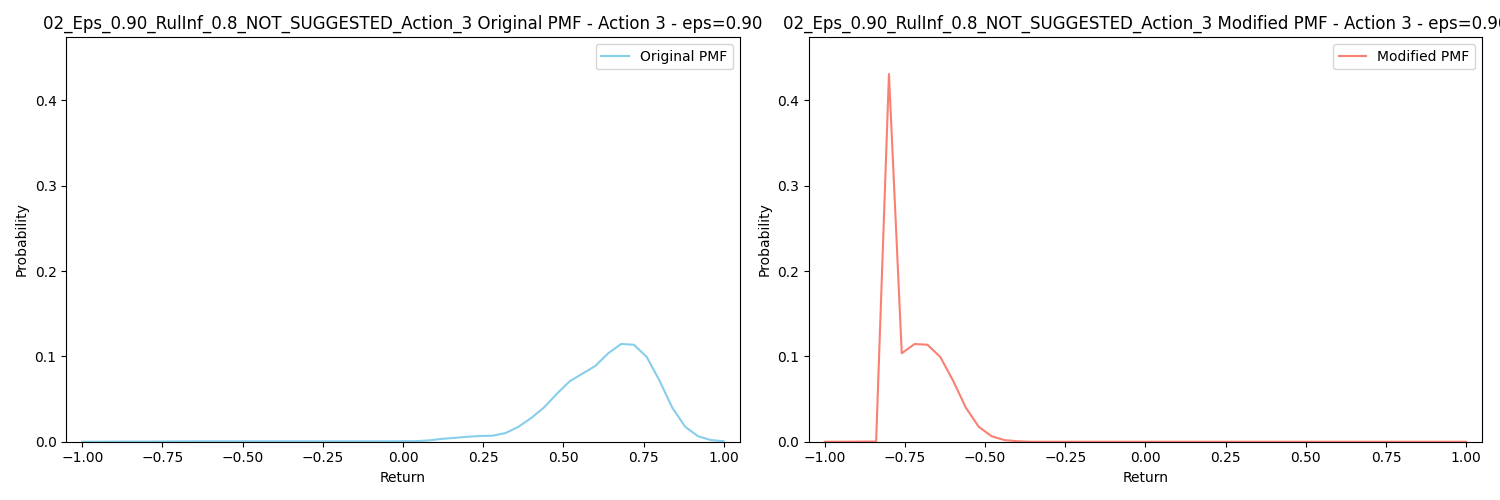 02_Eps_0.90_RulInf_0.8_NOT_SUGGESTED_Action_3 Original PMF - Action 3 - eps=0.90
Original PMF
Probability
0.4
0.3
0.2
0.1
0.0
−1.00 −0.75 −0.50 −0.25 0.00 0.25 0.50 0.75 1.00
Return
02_Eps_0.90_RulInf_0.8_NOT_SUGGESTED_Action_3 Modified PMF - Action 3 - eps=0.90
Modified PMF
Probability
0.4
0.3
0.2
0.1
0.0
−1.00 −0.75 −0.50 −0.25 0.00 0.25 0.50 0.75 1.00
Return